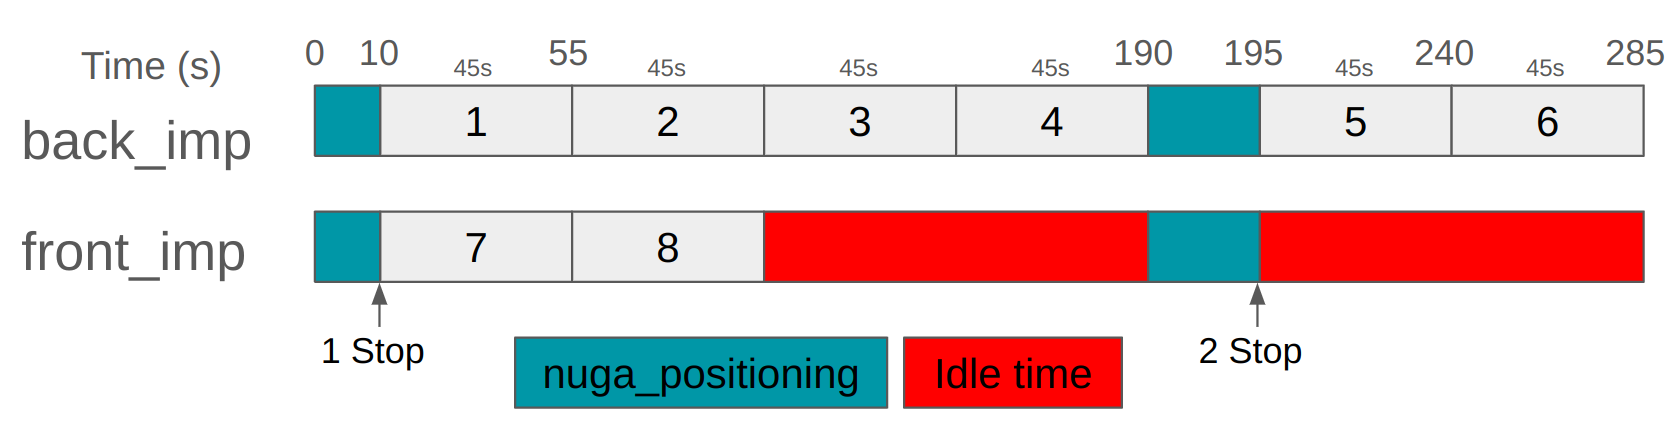 Time (s) 0 10 45s 55 45s 45s 45s 190 195 45s 240 45s 285
back_imp 1 2 3 4 5 6
front_imp 7 8
1 Stop 2 Stop
nuga_positioning Idle time